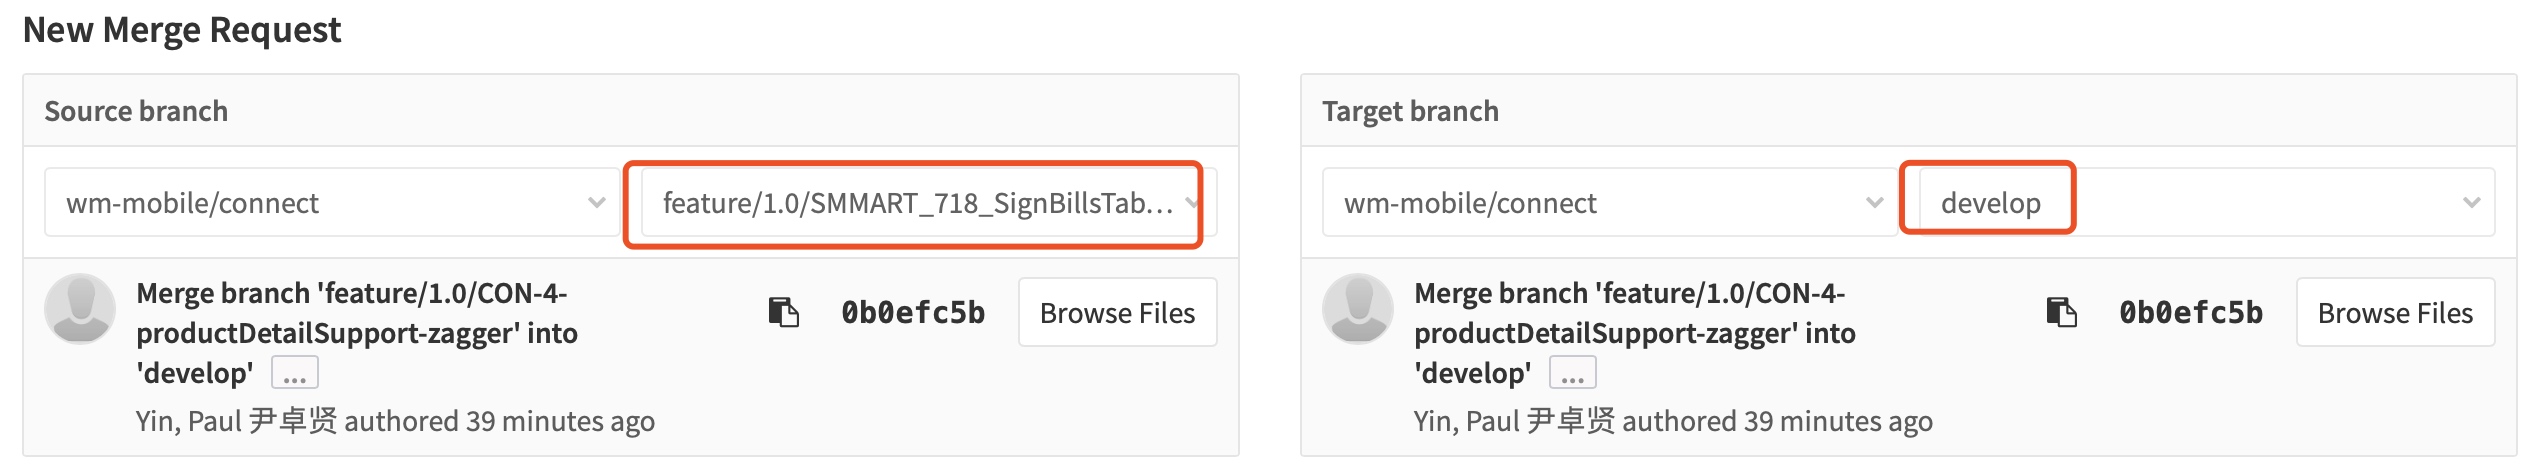 New Merge Request
Source branch
wm-mobile/connect
feature/1.0/SMMART_718_SignBillsTab...
Merge branch 'feature/1.0/CON-4-
productDetailSupport-zagger' into
'develop' ...
0b0efc5b
Browse Files
Yin, Paul 尹卓贤 authored 39 minutes ago
Target branch
wm-mobile/connect
develop
Merge branch 'feature/1.0/CON-4-
productDetailSupport-zagger' into
'develop' ...
0b0efc5b
Browse Files
Yin, Paul 尹卓贤 authored 39 minutes ago